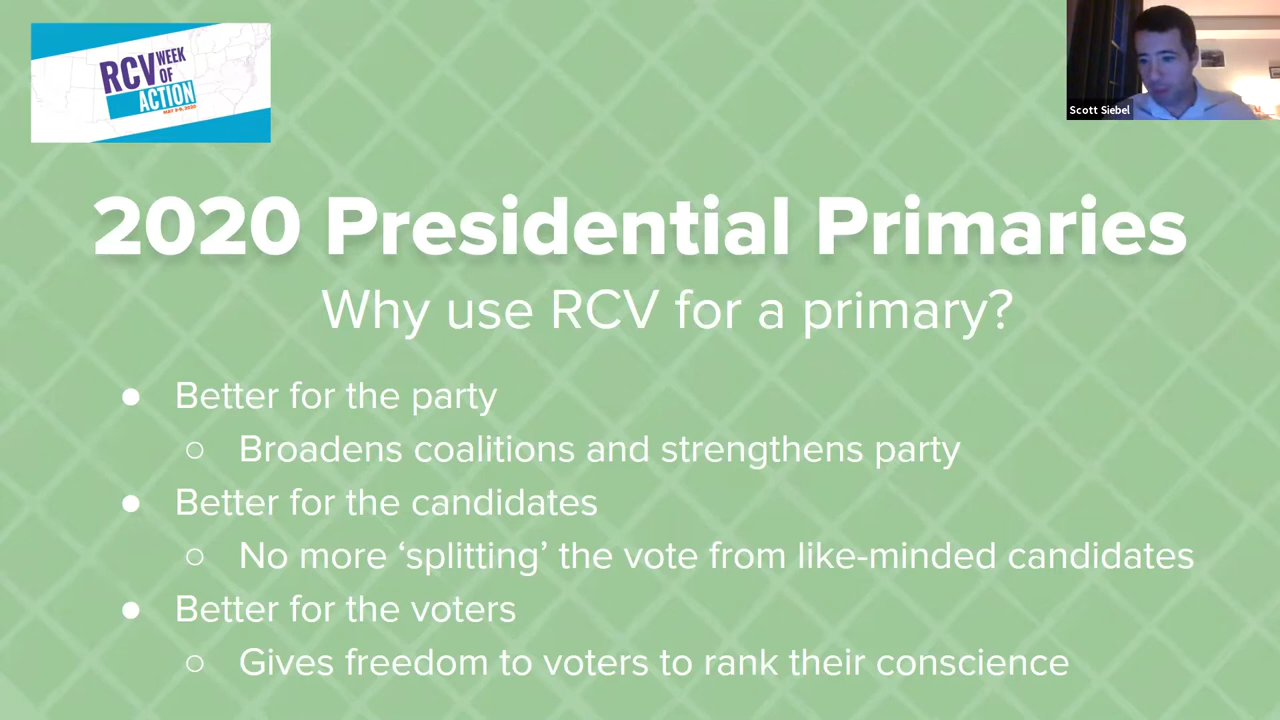 RCV WEEK
OF
ACTION
Scott Siebel
2020 Presidential Primaries
Why use RCV for a primary?
● Better for the party
○ Broadens coalitions and strengthens party
● Better for the candidates
○ No more ‘splitting’ the vote from like-minded candidates
● Better for the voters
○ Gives freedom to voters to rank their conscience